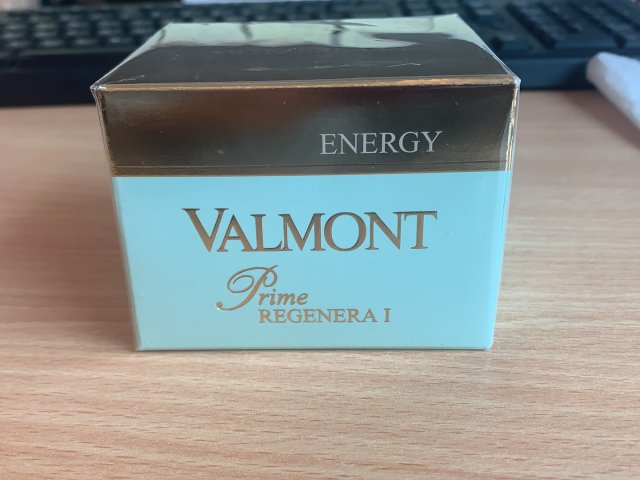 ENERGY
VALMONT
Prime
REGENERA I